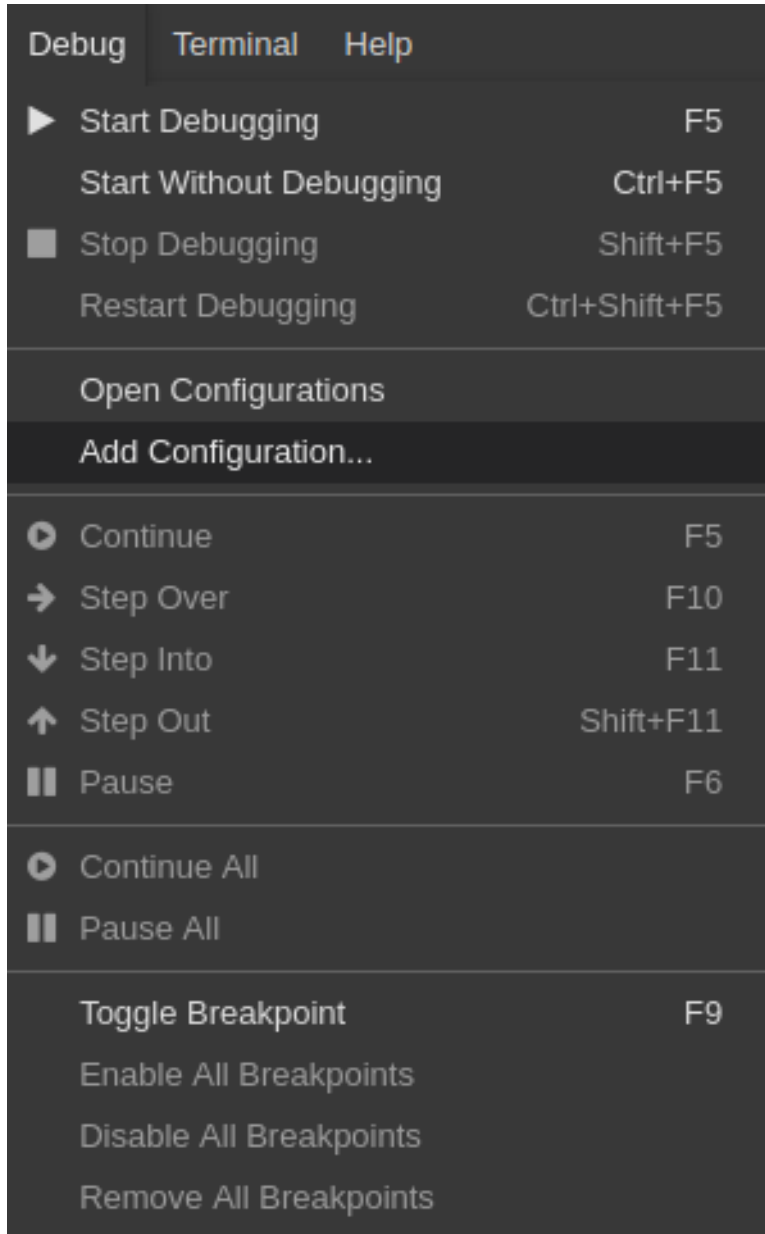 Debug Terminal Help
Start Debugging F5
Start Without Debugging Ctrl+F5
Stop Debugging Shift+F5
Restart Debugging Ctrl+Shift+F5
Open Configurations
Add Configuration...
Continue F5
Step Over F10
Step Into F11
Step Out Shift+F11
Pause F6
Continue All
Pause All
Toggle Breakpoint F9
Enable All Breakpoints
Disable All Breakpoints
Remove All Breakpoints